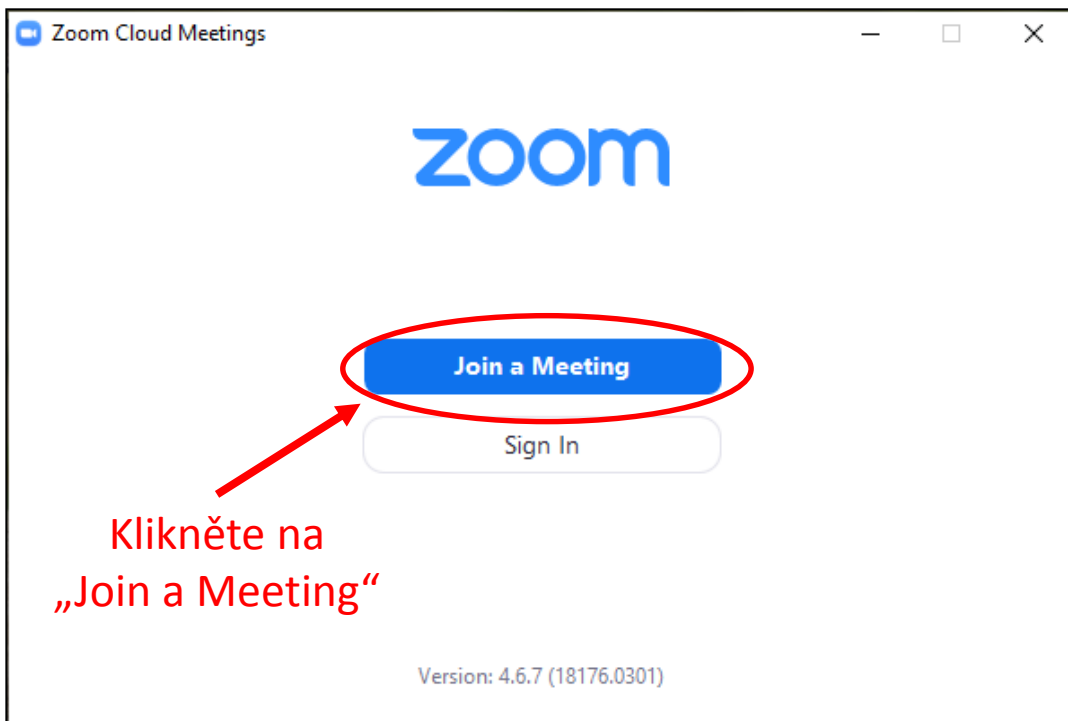 Zoom Cloud Meetings
zoom
Join a Meeting
Sign In
Klikněte na
„Join a Meeting“
Version: 4.6.7 (18176.0301)